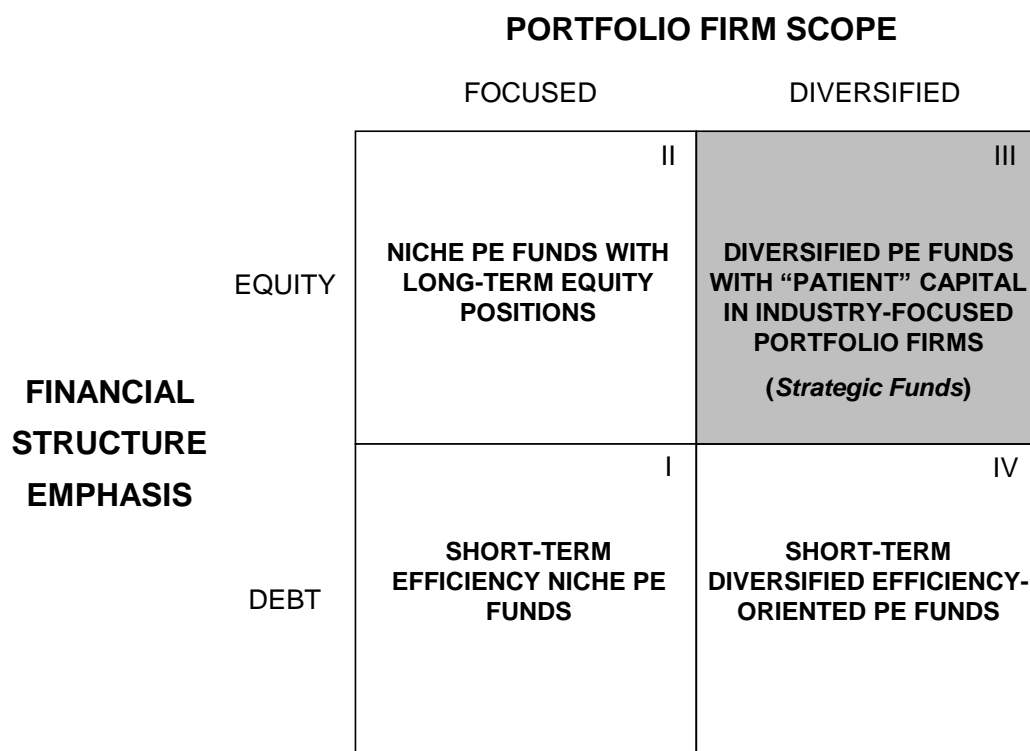 PORTFOLIO FIRM SCOPE
FOCUSED
DIVERSIFIED
FINANCIAL
STRUCTURE
EMPHASIS
EQUITY
II
NICHE PE FUNDS WITH
LONG-TERM EQUITY
POSITIONS
III
DIVERSIFIED PE FUNDS
WITH “PATIENT” CAPITAL
IN INDUSTRY-FOCUSED
PORTFOLIO FIRMS
(Strategic Funds)
DEBT
I
SHORT-TERM
EFFICIENCY NICHE PE
FUNDS
IV
SHORT-TERM
DIVERSIFIED EFFICIENCY-
ORIENTED PE FUNDS